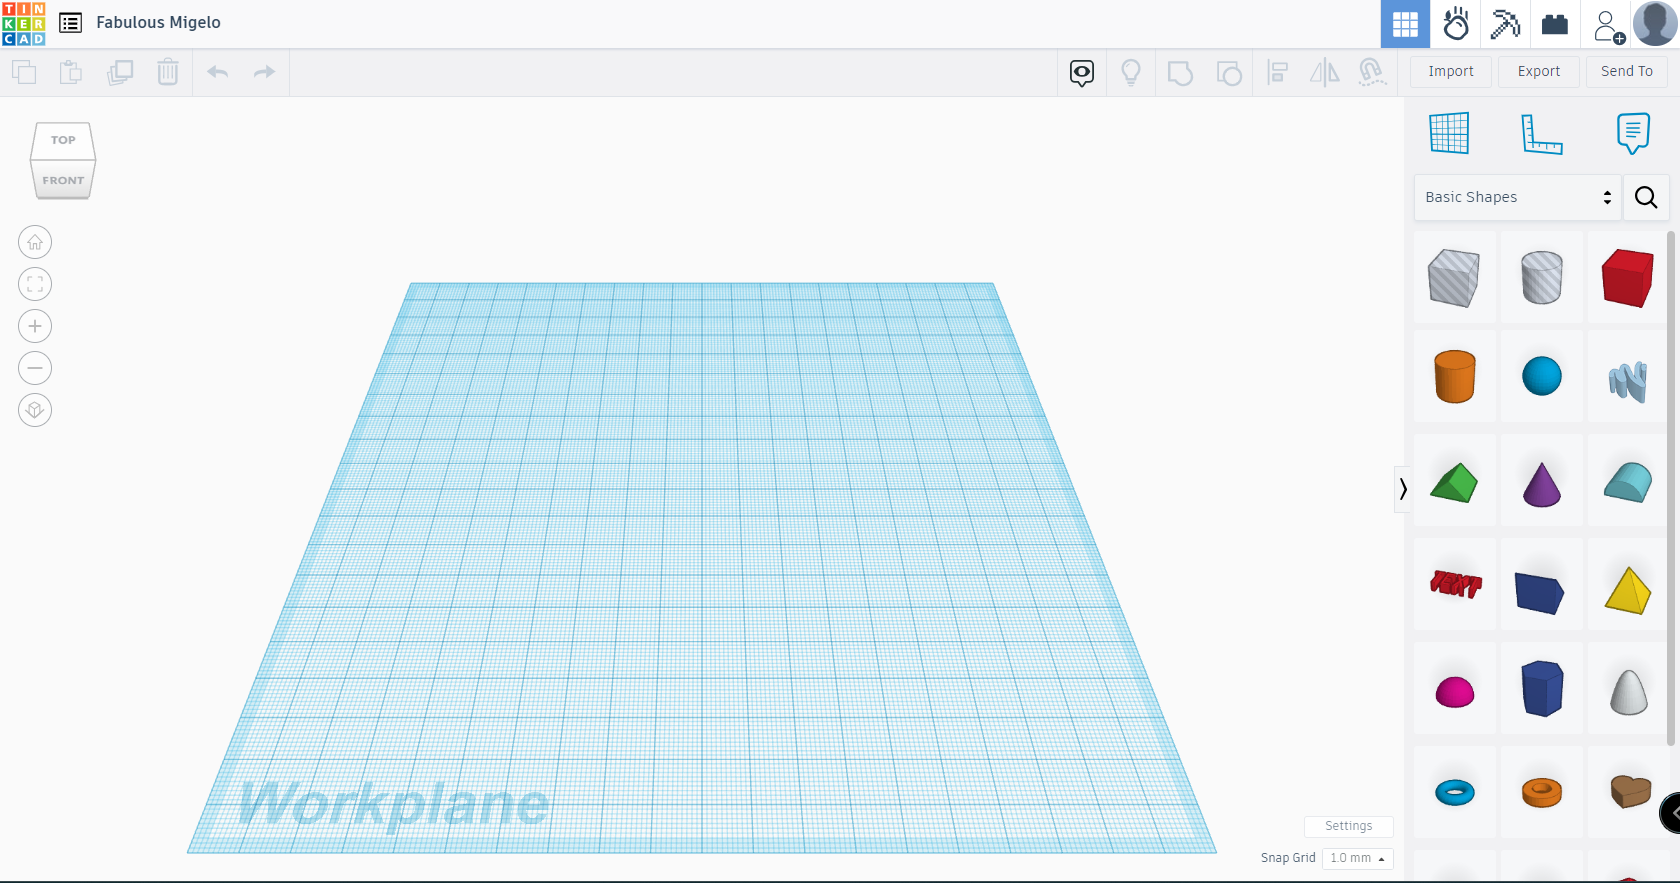 TIN
KER
CAD
Fabulous Migelo
Import
Export
Send To
TOP
FRONT
Basic Shapes
TEXT
Workplane
Settings
Snap Grid
1.0 mm